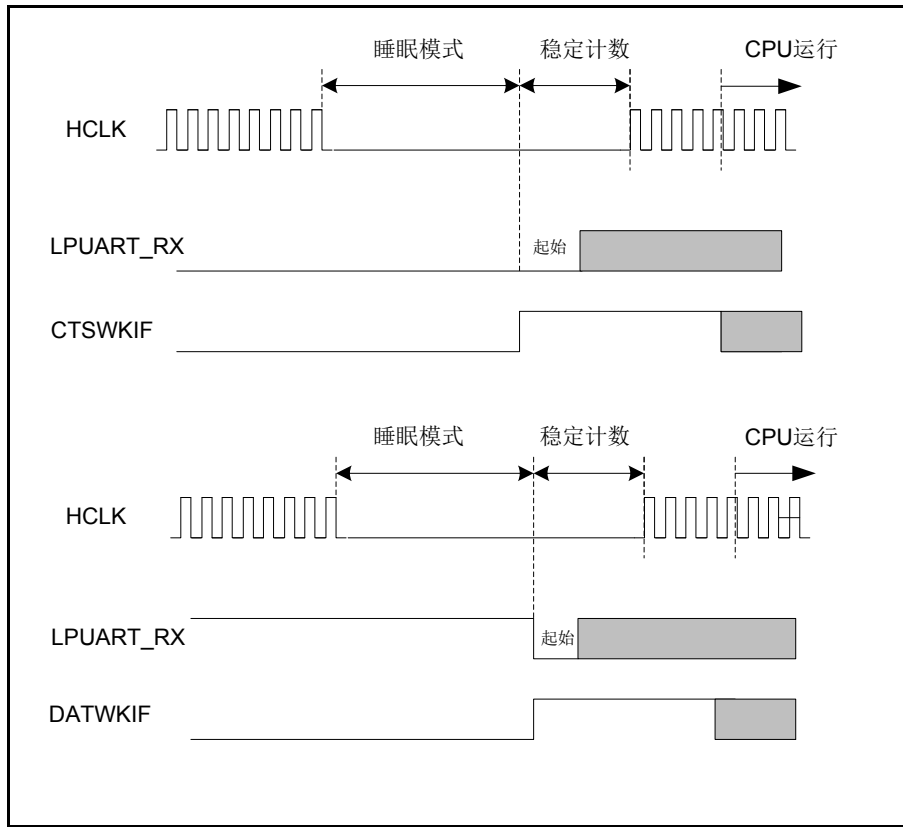 睡眠模式 稳定计数 CPU运行
HCLK
LPUART_RX 起始
CTSWKIF
睡眠模式 稳定计数 CPU运行
HCLK
LPUART_RX 起始
DATWKIF